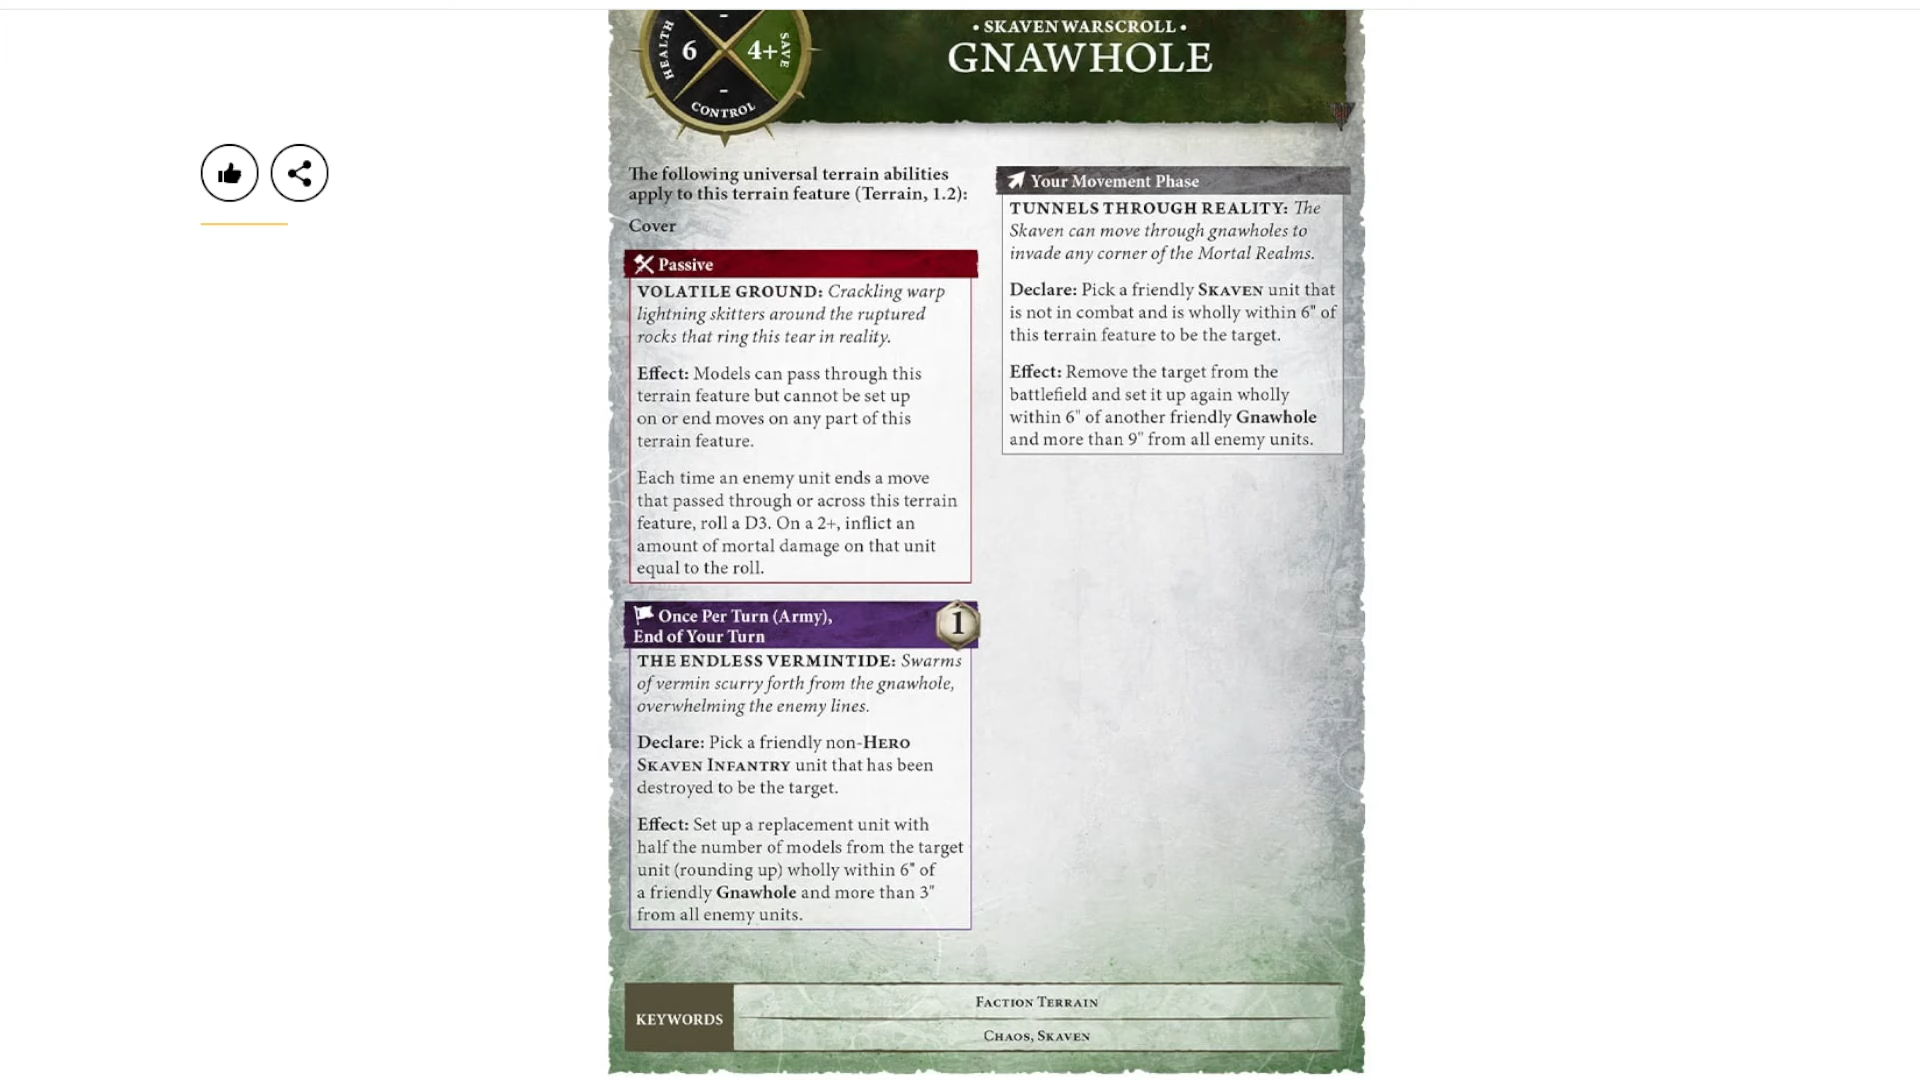 HEALTH
6
-
4+
SAVE
-
CONTROL
• SKAVEN WARSCROLL •
GNAWHOLE
The following universal terrain abilities
apply to this terrain feature (Terrain, 1.2):
Cover
Passive
VOLATILE GROUND: Crackling warp
lightning skitters around the ruptured
rocks that ring this tear in reality.
Effect: Models can pass through this
terrain feature but cannot be set up
on or end moves on any part of this
terrain feature.
Each time an enemy unit ends a move
that passed through or across this terrain
feature, roll a D3. On a 2+, inflict an
amount of mortal damage on that unit
equal to the roll.
Once Per Turn (Army),
End of Your Turn
1
THE ENDLESS VERMINTIDE: Swarms
of vermin scurry forth from the gnawhole,
overwhelming the enemy lines.
Declare: Pick a friendly non-HERO
SKAVEN INFANTRY unit that has been
destroyed to be the target.
Effect: Set up a replacement unit with
half the number of models from the target
unit (rounding up) wholly within 6" of
a friendly Gnawhole and more than 3"
from all enemy units.
Your Movement Phase
TUNNELS THROUGH REALITY: The
Skaven can move through gnawholes to
invade any corner of the Mortal Realms.
Declare: Pick a friendly SKAVEN unit that
is not in combat and is wholly within 6" of
this terrain feature to be the target.
Effect: Remove the target from the
battlefield and set it up again wholly
within 6" of another friendly Gnawhole
and more than 9" from all enemy units.
KEYWORDS
FACTION TERRAIN
CHAOS, SKAVEN